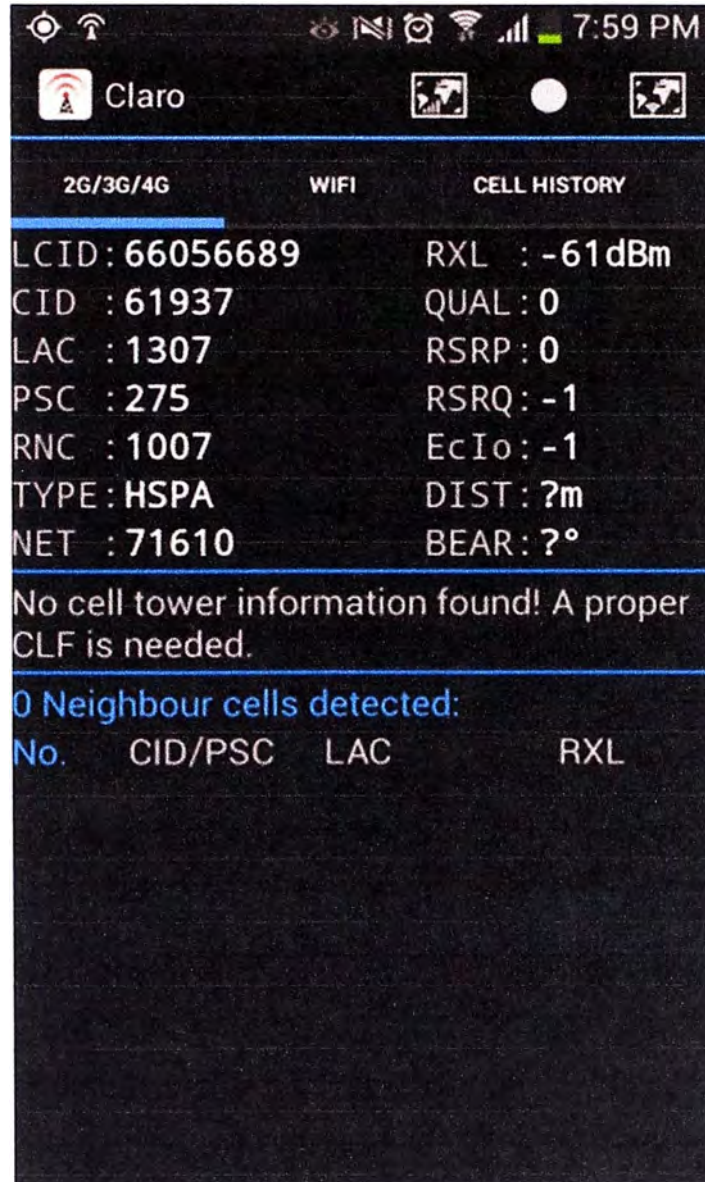 7:59 PM
Claro
2G/3G/4G WIFI CELL HISTORY
LCID:66056689 RXL :-61dBm
CID :61937 QUAL:0
LAC :1307 RSRP:0
PSC :275 RSRQ:-1
RNC :1007 EcIo:-1
TYPE:HSPA DIST:?m
NET :71610 BEAR:?°
No cell tower information found! A proper
CLF is needed.
0 Neighbour cells detected:
No. CID/PSC LAC RXL